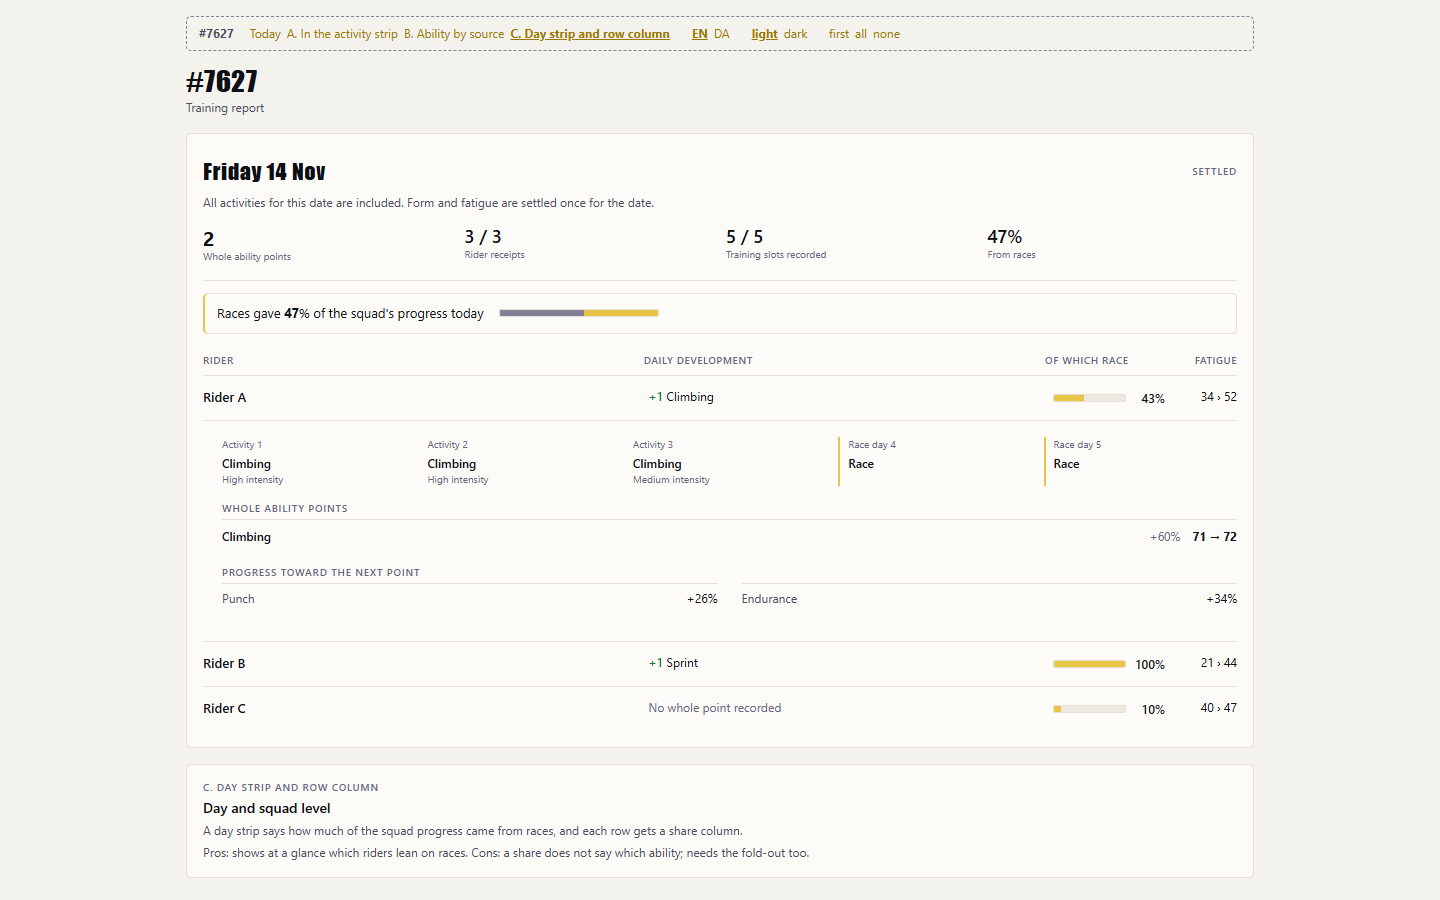 #7627 Today A. In the activity strip B. Ability by source C. Day strip and row column EN DA light dark first all none
#7627
Training report
Friday 14 Nov SETTLED
All activities for this date are included. Form and fatigue are settled once for the date.
2 3 / 3 5 / 5 47%
Whole ability points Rider receipts Training slots recorded From races
Races gave 47% of the squad's progress today
RIDER DAILY DEVELOPMENT OF WHICH RACE FATIGUE
Rider A +1 Climbing 43% 34 › 52
Activity 1 Activity 2 Activity 3 Race day 4 Race day 5
Climbing Climbing Climbing Race Race
High intensity High intensity Medium intensity
WHOLE ABILITY POINTS
Climbing +60% 71 → 72
PROGRESS TOWARD THE NEXT POINT
Punch +26% Endurance +34%
Rider B +1 Sprint 100% 21 › 44
Rider C No whole point recorded 10% 40 › 47
C. DAY STRIP AND ROW COLUMN
Day and squad level
A day strip says how much of the squad progress came from races, and each row gets a share column.
Pros: shows at a glance which riders lean on races. Cons: a share does not say which ability; needs the fold-out too.